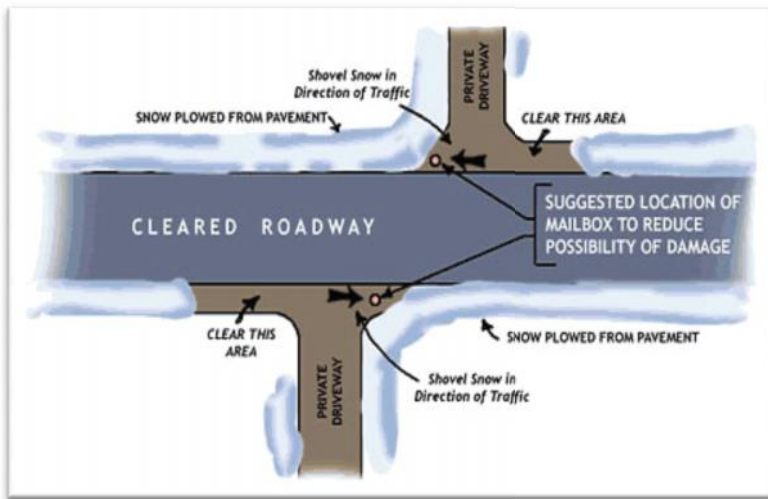 PRIVATE
DRIVEWAY
Shovel Snow in
Direction of Traffic
SNOW PLOWED FROM PAVEMENT
CLEAR THIS AREA
CLEARED ROADWAY
SUGGESTED LOCATION OF
MAILBOX TO REDUCE
POSSIBILITY OF DAMAGE
CLEAR THIS
AREA
SNOW PLOWED FROM PAVEMENT
PRIVATE
DRIVEWAY
Shovel Snow in
Direction of Traffic